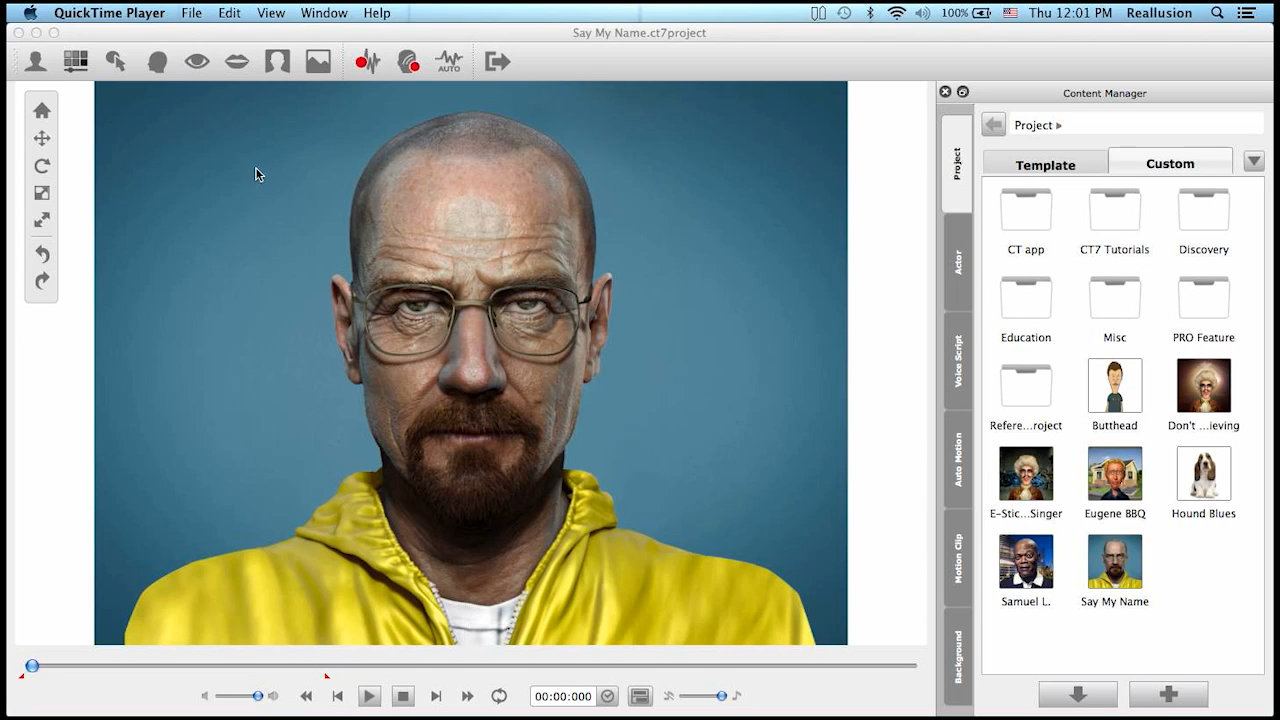 QuickTime Player File Edit View Window Help 100% Thu 12:01 PM Reallusion
Say My Name.ct7project
AUTO
Content Manager
Project
Template Custom
Project
Actor
Voice Script
Auto Motion
Motion Clip
Background
CT app CT7 Tutorials Discovery
Education Misc PRO Feature
Refere...roject Butthead Don't ...ieving
E-Stic...Singer Eugene BBQ Hound Blues
Samuel L. Say My Name
00:00:000